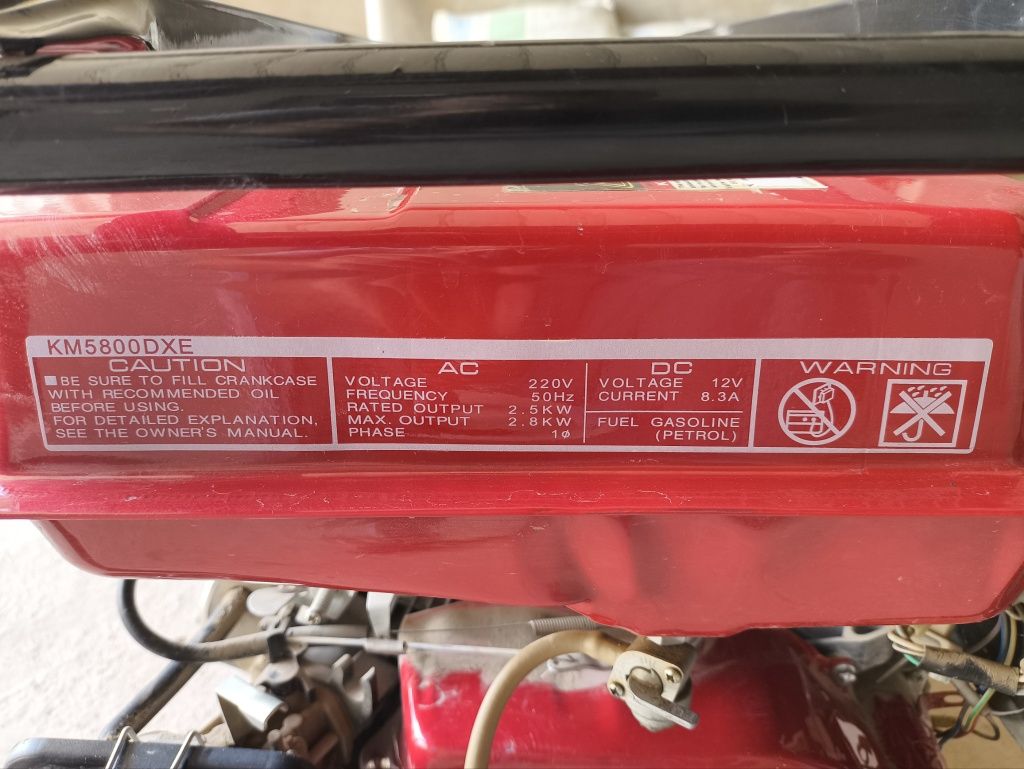 KM5800DXE
CAUTION
■BE SURE TO FILL CRANKCASE
WITH RECOMMENDED OIL
BEFORE USING.
FOR DETAILED EXPLANATION,
SEE THE OWNER'S MANUAL.
AC
VOLTAGE 220V
FREQUENCY 50Hz
RATED OUTPUT 2.5KW
MAX. OUTPUT 2.8KW
PHASE 1ϕ
DC
VOLTAGE 12V
CURRENT 8.3A
FUEL GASOLINE
(PETROL)
WARNING